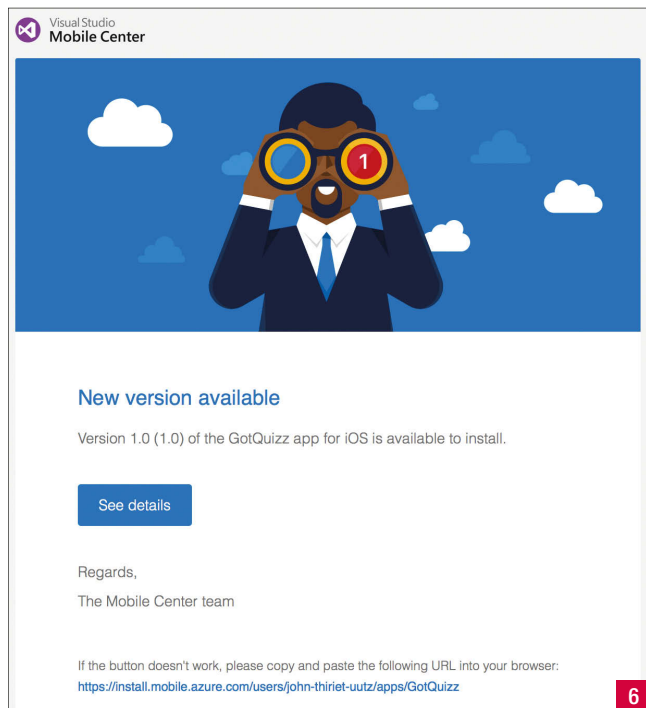 Visual Studio
Mobile Center
1
New version available
Version 1.0 (1.0) of the GotQuizz app for iOS is available to install.
See details
Regards,
The Mobile Center team
If the button doesn't work, please copy and paste the following URL into your browser:
https://install.mobile.azure.com/users/john-thiriet-uutz/apps/GotQuizz
6